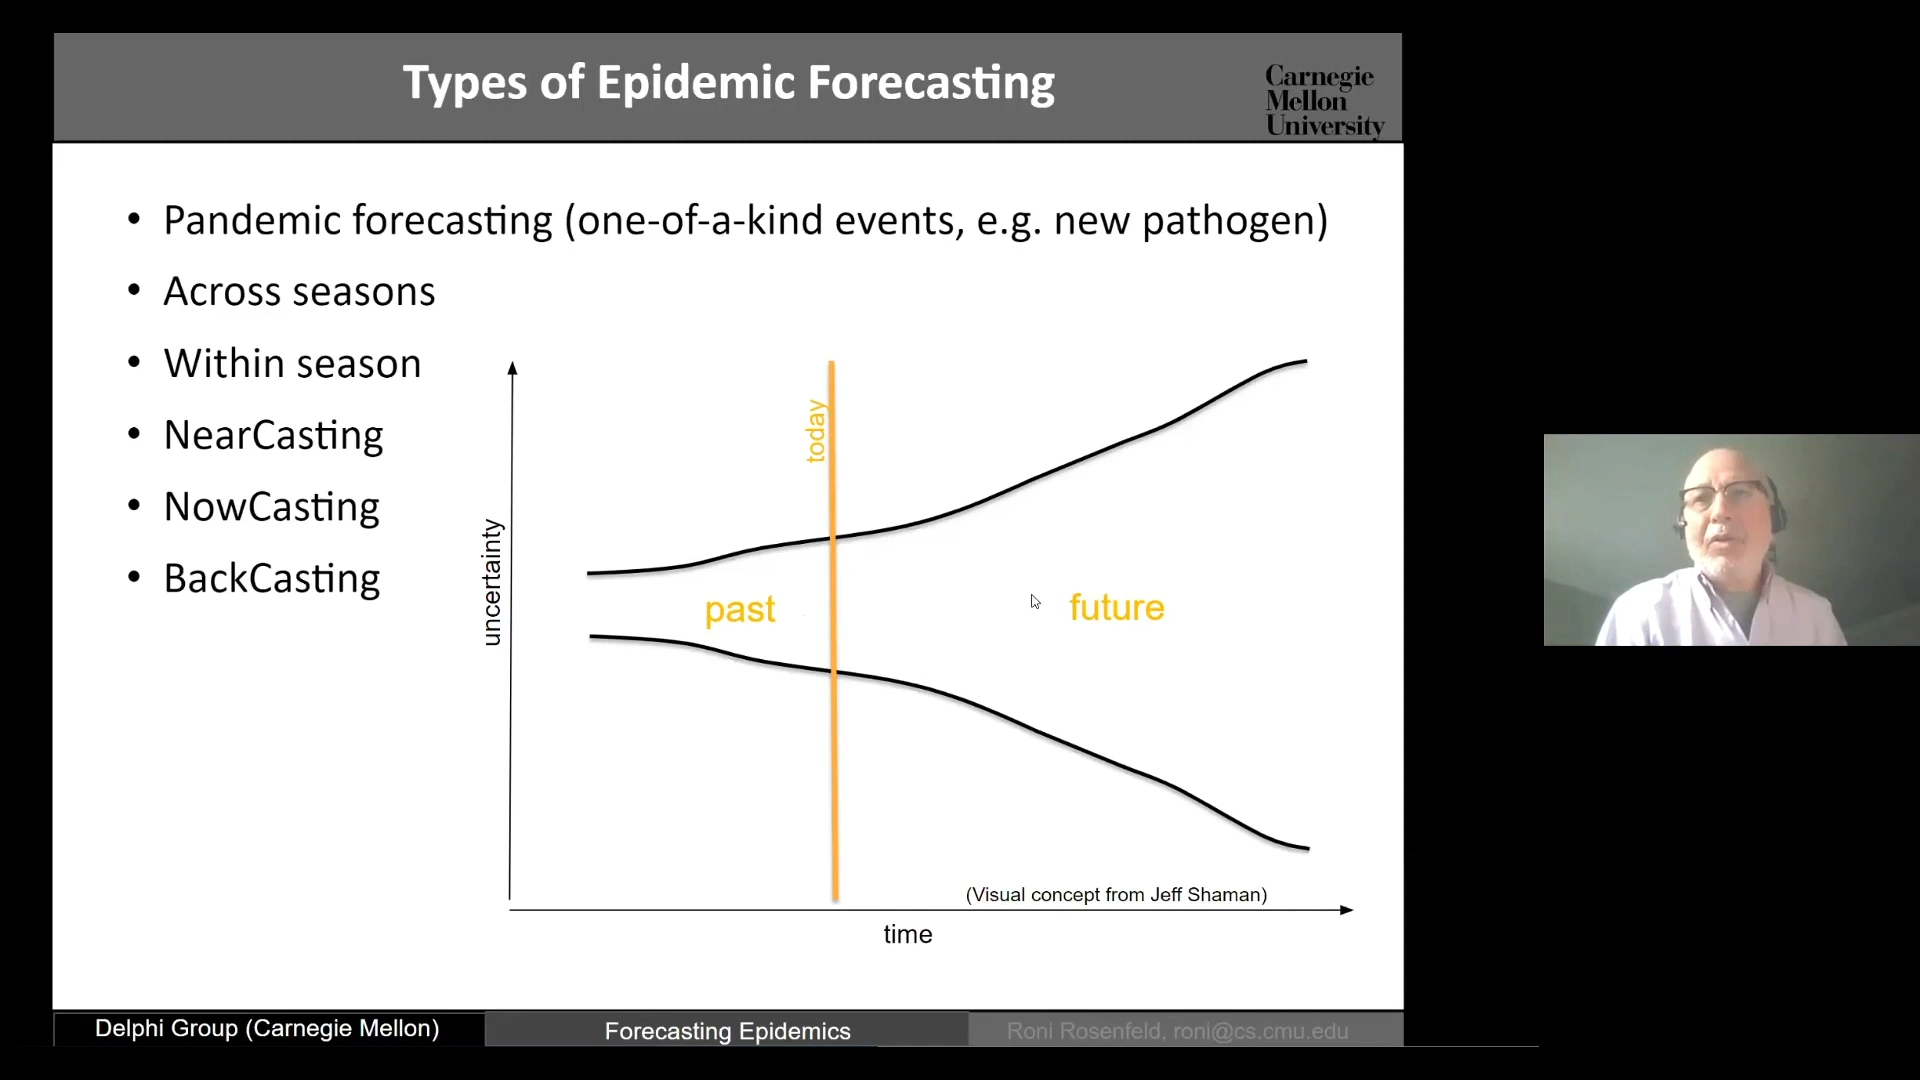 Types of Epidemic Forecasting
Carnegie
Mellon
University
• Pandemic forecasting (one-of-a-kind events, e.g. new pathogen)
• Across seasons
• Within season
• NearCasting
• NowCasting
• BackCasting
today
uncertainty
past
future
(Visual concept from Jeff Shaman)
time
Delphi Group (Carnegie Mellon)
Forecasting Epidemics
Roni Rosenfeld, roni@cs.cmu.edu